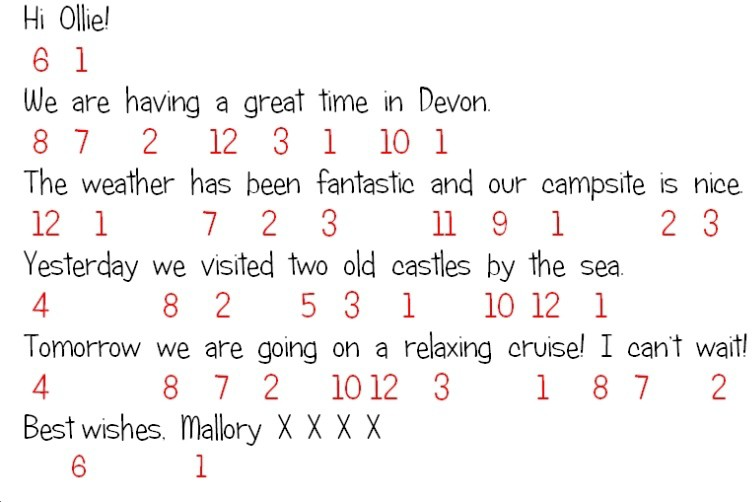 Hi Ollie!
6 1
We are having a great time in Devon.
8 7 2 12 3 1 10 1
The weather has been fantastic and our campsite is nice.
12 1 7 2 3 11 9 1 2 3
Yesterday we visited two old castles by the sea.
4 8 2 5 3 1 10 12 1
Tomorrow we are going on a relaxing cruise! I can't wait!
4 8 7 2 10 12 3 1 8 7 2
Best wishes, Mallory X X X X
6 1